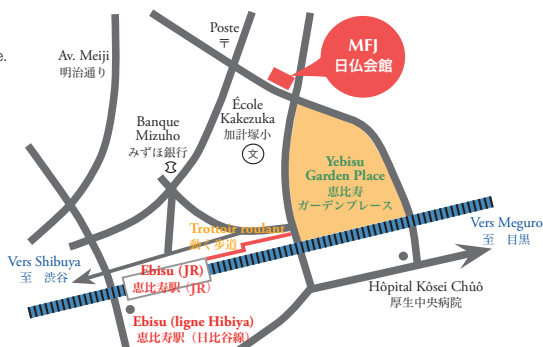 e.
Poste
〒
MFJ
日仏会館
Av. Meiji
明治通り
École
Kakezuka
加計塚小
文
Banque
Mizuho
みずほ銀行
Yebisu
Garden Place
恵比寿
ガーデンプレース
Trottoir roulant
動く歩道
Vers Meguro
至 目黒
Vers Shibuya
至 渋谷
Ebisu (JR)
恵比寿駅（JR）
Hôpital Kôsei Chûô
厚生中央病院
Ebisu (ligne Hibiya)
恵比寿駅（日比谷線）